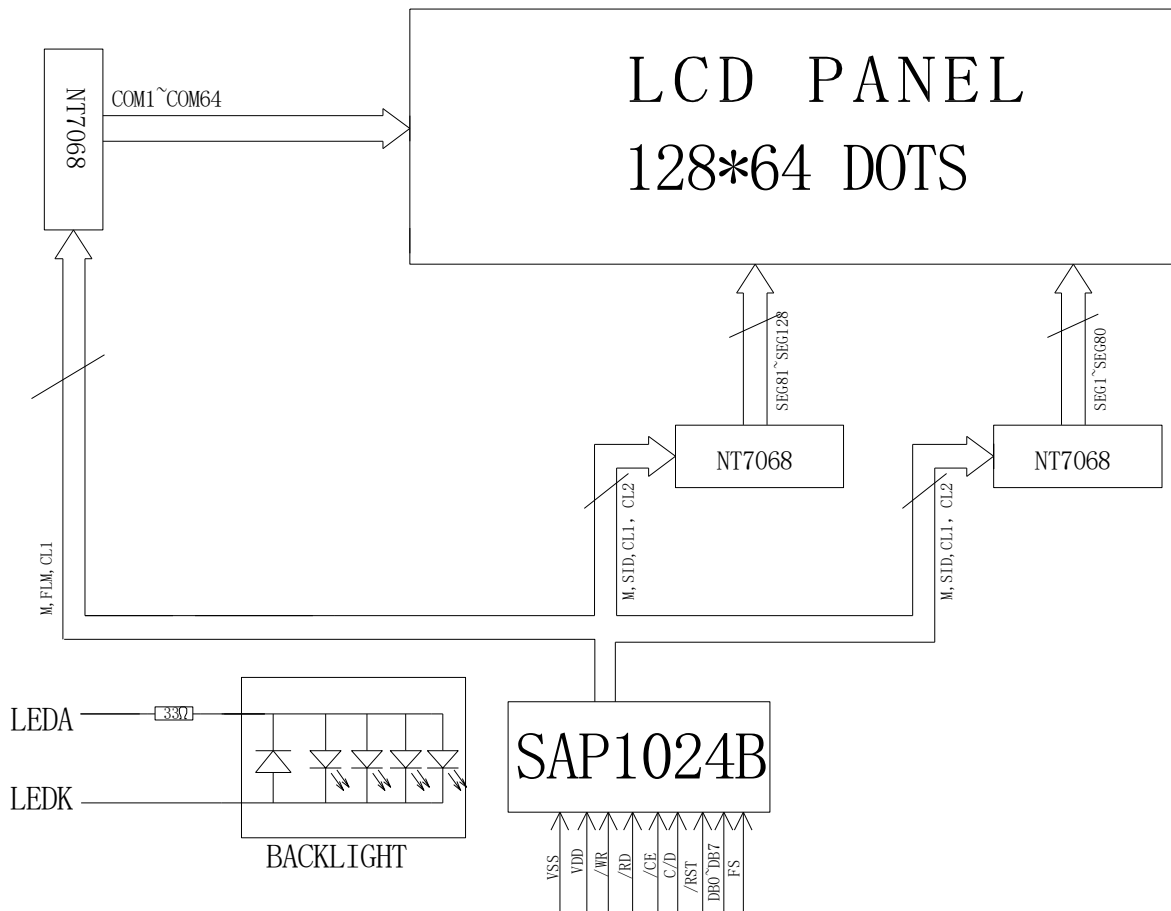 LCD PANEL
128*64 DOTS
NT7068
COM1~COM64
SEG81~SEG128
SEG1~SEG80
NT7068
NT7068
M,FLM,CL1
M,SID,CL1, CL2
M,SID,CL1, CL2
LEDA
33Ω
LEDK
BACKLIGHT
SAP1024B
VSS
VDD
/WR
/RD
/CE
C/D
/RST
DB0~DB7
FS